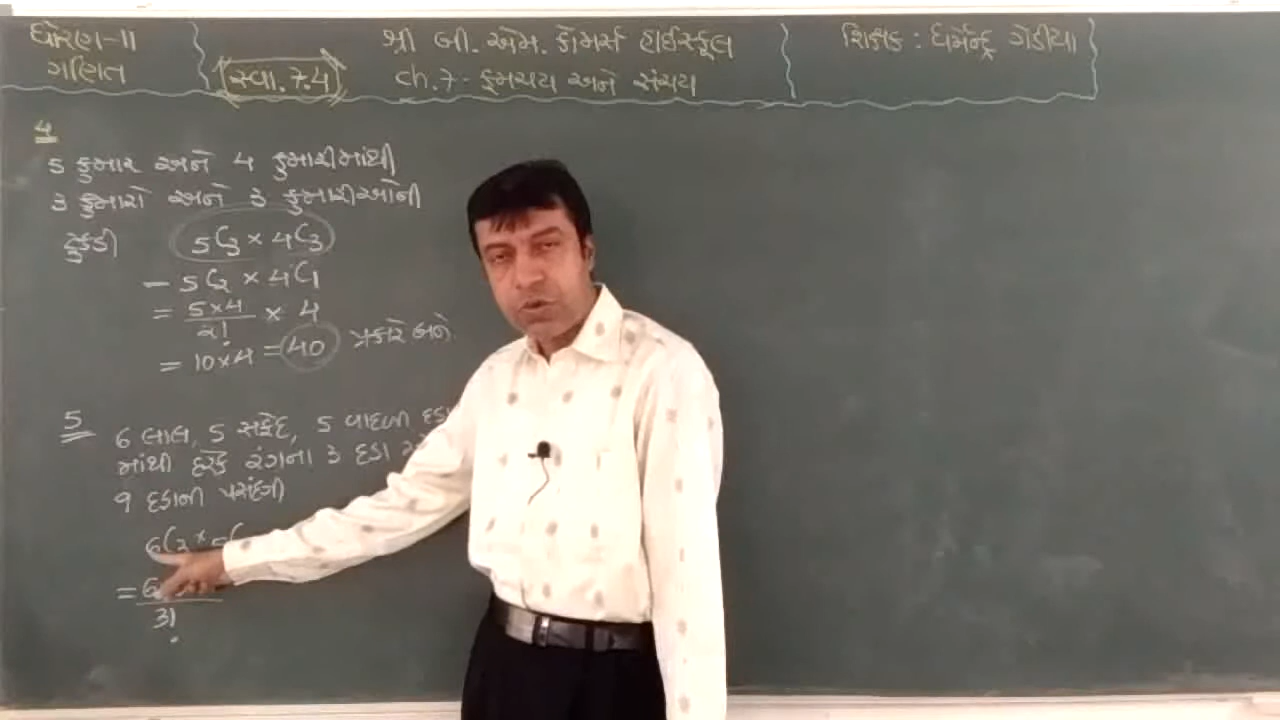 ધોરણ-11
ગણિત
સ્વા. 7.4
શ્રી બી. એમ. કોમર્સ હાઈસ્કૂલ
ch.7 - ક્રમચય અને સંચય
શિક્ષક : ધર્મેન્દ્ર ગેડીયા
4
5 કુમાર અને 4 કુમારીમાંથી
3 કુમારો અને 3 કુમારીઓની
ટુકડી 5C3 × 4C3
= 5C2 × 4C1
= 5×4/2! × 4
= 10×4 = 40 પ્રકારે બને.
5
6 લાલ, 5 સફેદ, 5 વાદળી
માંથી દરેક રંગના 3 દડા
9 દડાની પસંદગી
6C3 ×
3!